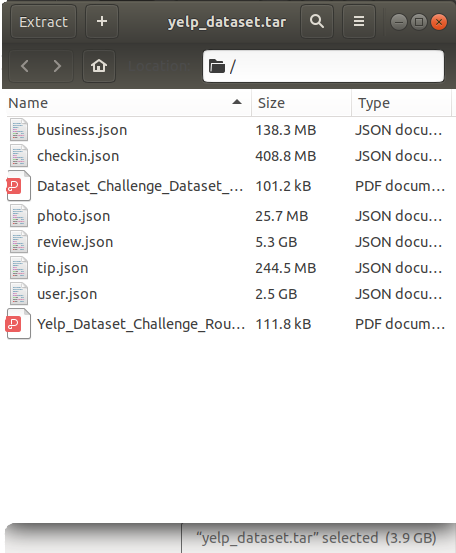 Extract + yelp_dataset.tar
Location: /
Name Size Type
business.json 138.3 MB JSON docu...
checkin.json 408.8 MB JSON docu...
Dataset_Challenge_Dataset_... 101.2 kB PDF docum...
photo.json 25.7 MB JSON docu...
review.json 5.3 GB JSON docu...
tip.json 244.5 MB JSON docu...
user.json 2.5 GB JSON docu...
Yelp_Dataset_Challenge_Rou... 111.8 kB PDF docum...
“yelp_dataset.tar” selected (3.9 GB)